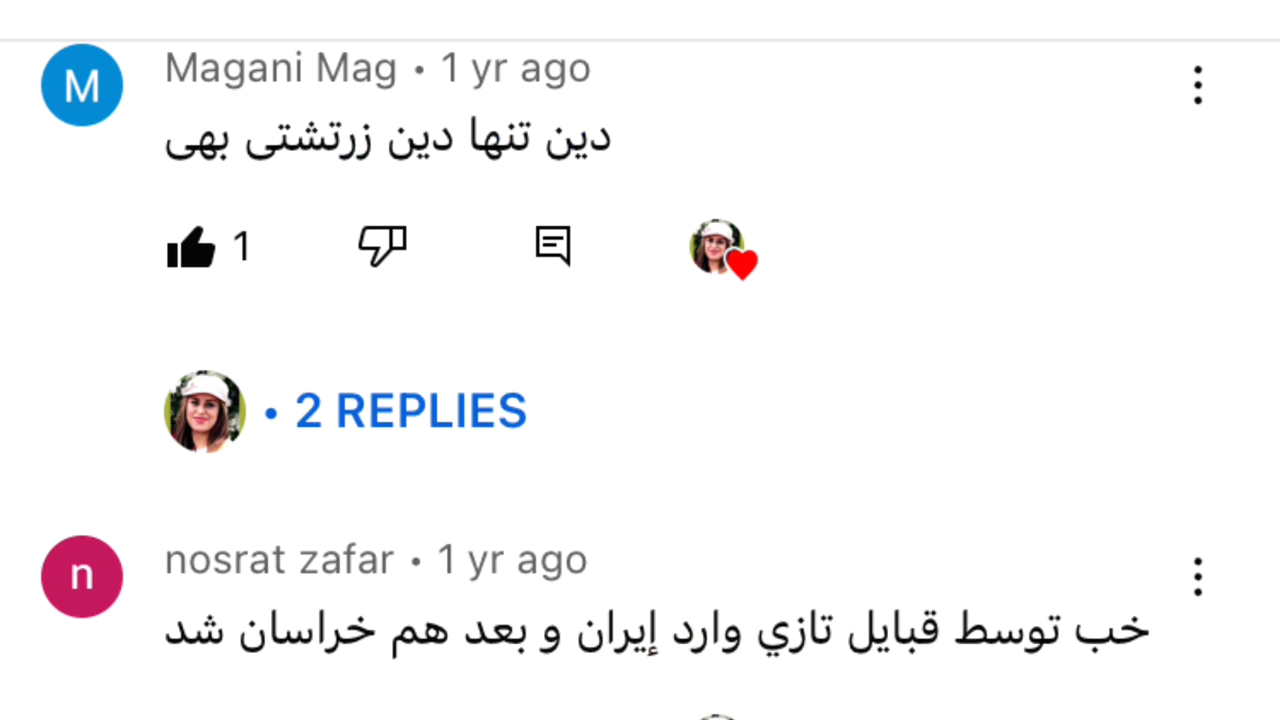 M
Magani Mag • 1 yr ago
دین تنها دین زرتشتی بهی
1
• 2 REPLIES
n
nosrat zafar • 1 yr ago
خب توسط قبایل تازي وارد إیران و بعد هم خراسان شد